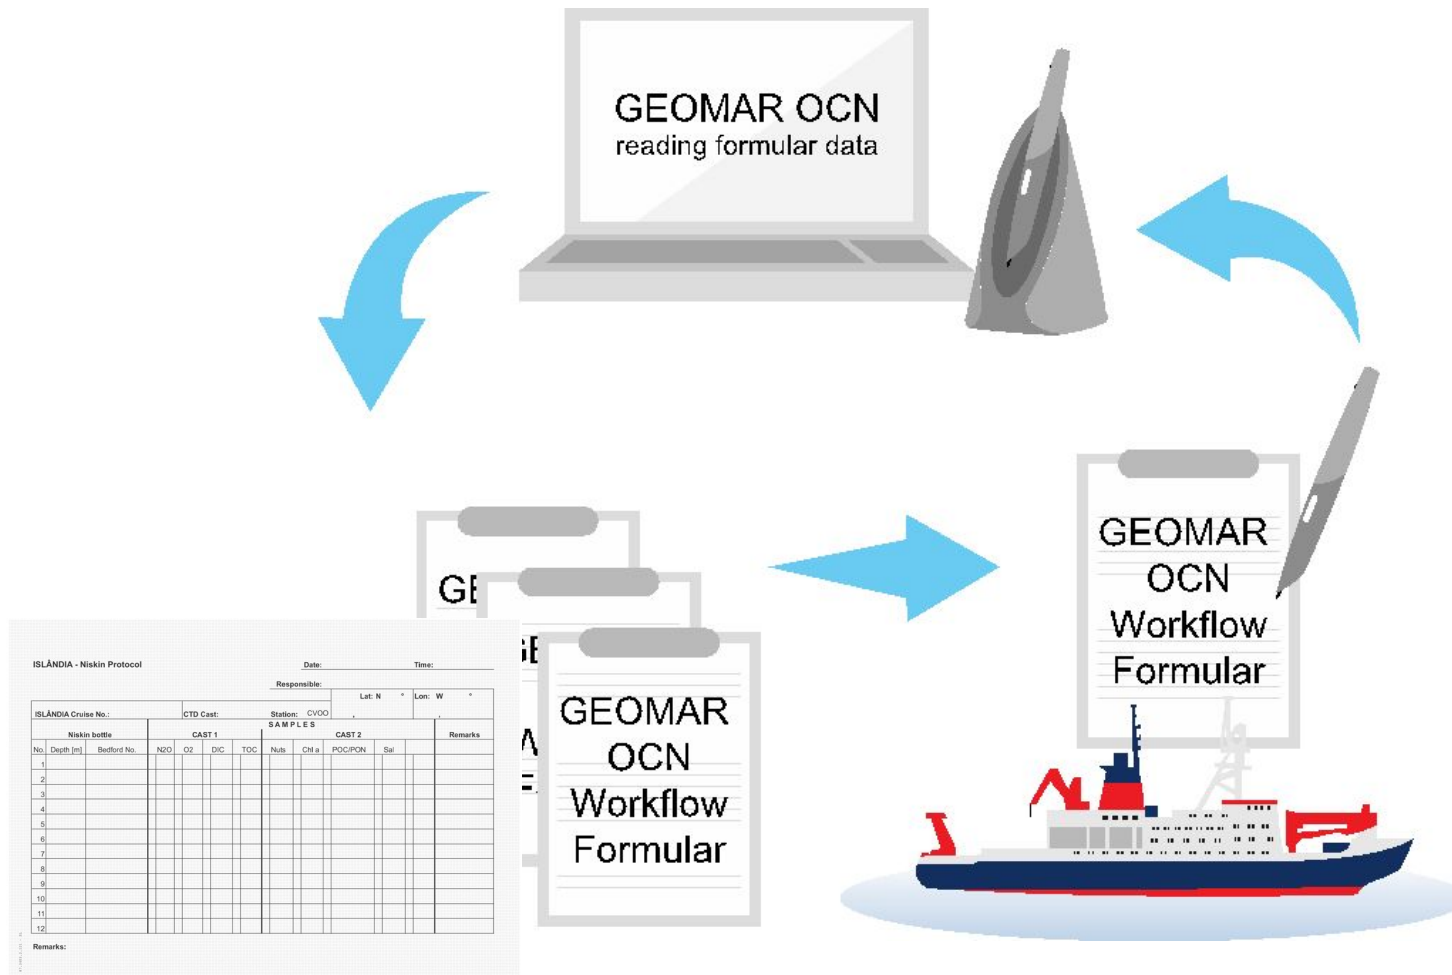 GEOMAR OCN
reading formular data
GEOMAR
OCN
Workflow
Formular
GE
GEOMAR
OCN
Workflow
Formular
ISLÂNDIA - Niskin Protocol Date: Time:
Responsible:
Lat: N ° Lon: W °
ISLÂNDIA Cruise No.: CTD Cast: Station: CVOO , ,
SAMPLES
Niskin bottle CAST 1 CAST 2 Remarks
No. Depth [m] Bedford No. N2O O2 DIC TOC Nuts Chl a POC/PON Sal
1
2
3
4
5
6
7
8
9
10
11
12
Remarks: